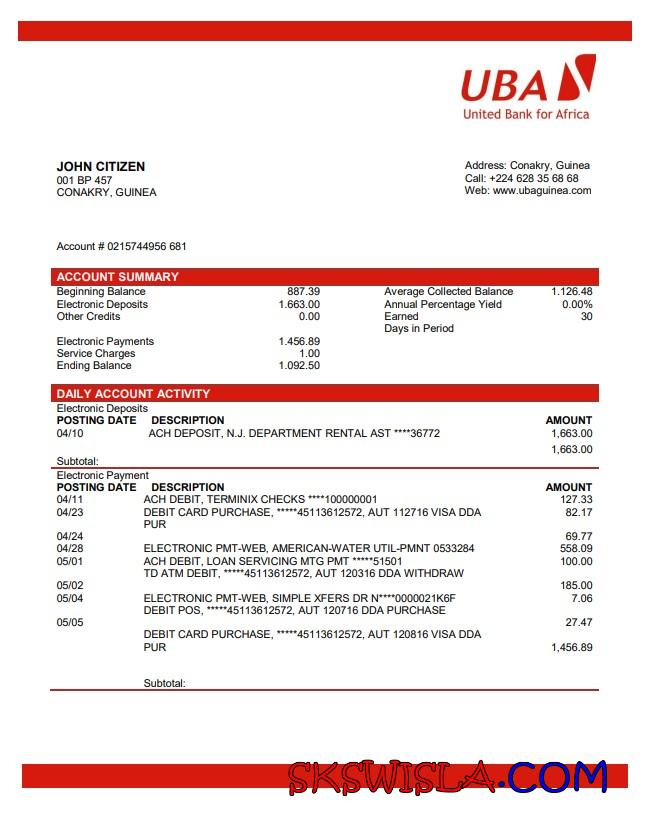 UBA
United Bank for Africa
JOHN CITIZEN
001 BP 457
CONAKRY, GUINEA
Address: Conakry, Guinea
Call: +224 628 35 68 68
Web: www.ubaguinea.com
Account # 0215744956 681
ACCOUNT SUMMARY
Beginning Balance 887.39 Average Collected Balance 1.126.48
Electronic Deposits 1.663.00 Annual Percentage Yield 0.00%
Other Credits 0.00 Earned 30
Days in Period
Electronic Payments 1.456.89
Service Charges 1.00
Ending Balance 1.092.50
DAILY ACCOUNT ACTIVITY
Electronic Deposits
POSTING DATE DESCRIPTION AMOUNT
04/10 ACH DEPOSIT, N.J. DEPARTMENT RENTAL AST ****36772 1,663.00
1,663.00
Subtotal:
Electronic Payment
POSTING DATE DESCRIPTION AMOUNT
04/11 ACH DEBIT, TERMINIX CHECKS ****100000001 127.33
04/23 DEBIT CARD PURCHASE, *****45113612572, AUT 112716 VISA DDA 82.17
PUR
04/24 69.77
04/28 ELECTRONIC PMT-WEB, AMERICAN-WATER UTIL-PMNT 0533284 558.09
05/01 ACH DEBIT, LOAN SERVICING MTG PMT *****51501 100.00
TD ATM DEBIT, *****45113612572, AUT 120316 DDA WITHDRAW
05/02 185.00
05/04 ELECTRONIC PMT-WEB, SIMPLE XFERS DR N****0000021K6F 7.06
DEBIT POS, *****45113612572, AUT 120716 DDA PURCHASE
05/05 27.47
DEBIT CARD PURCHASE, *****45113612572, AUT 120816 VISA DDA
PUR 1,456.89
Subtotal:
SKSWISLA.COM